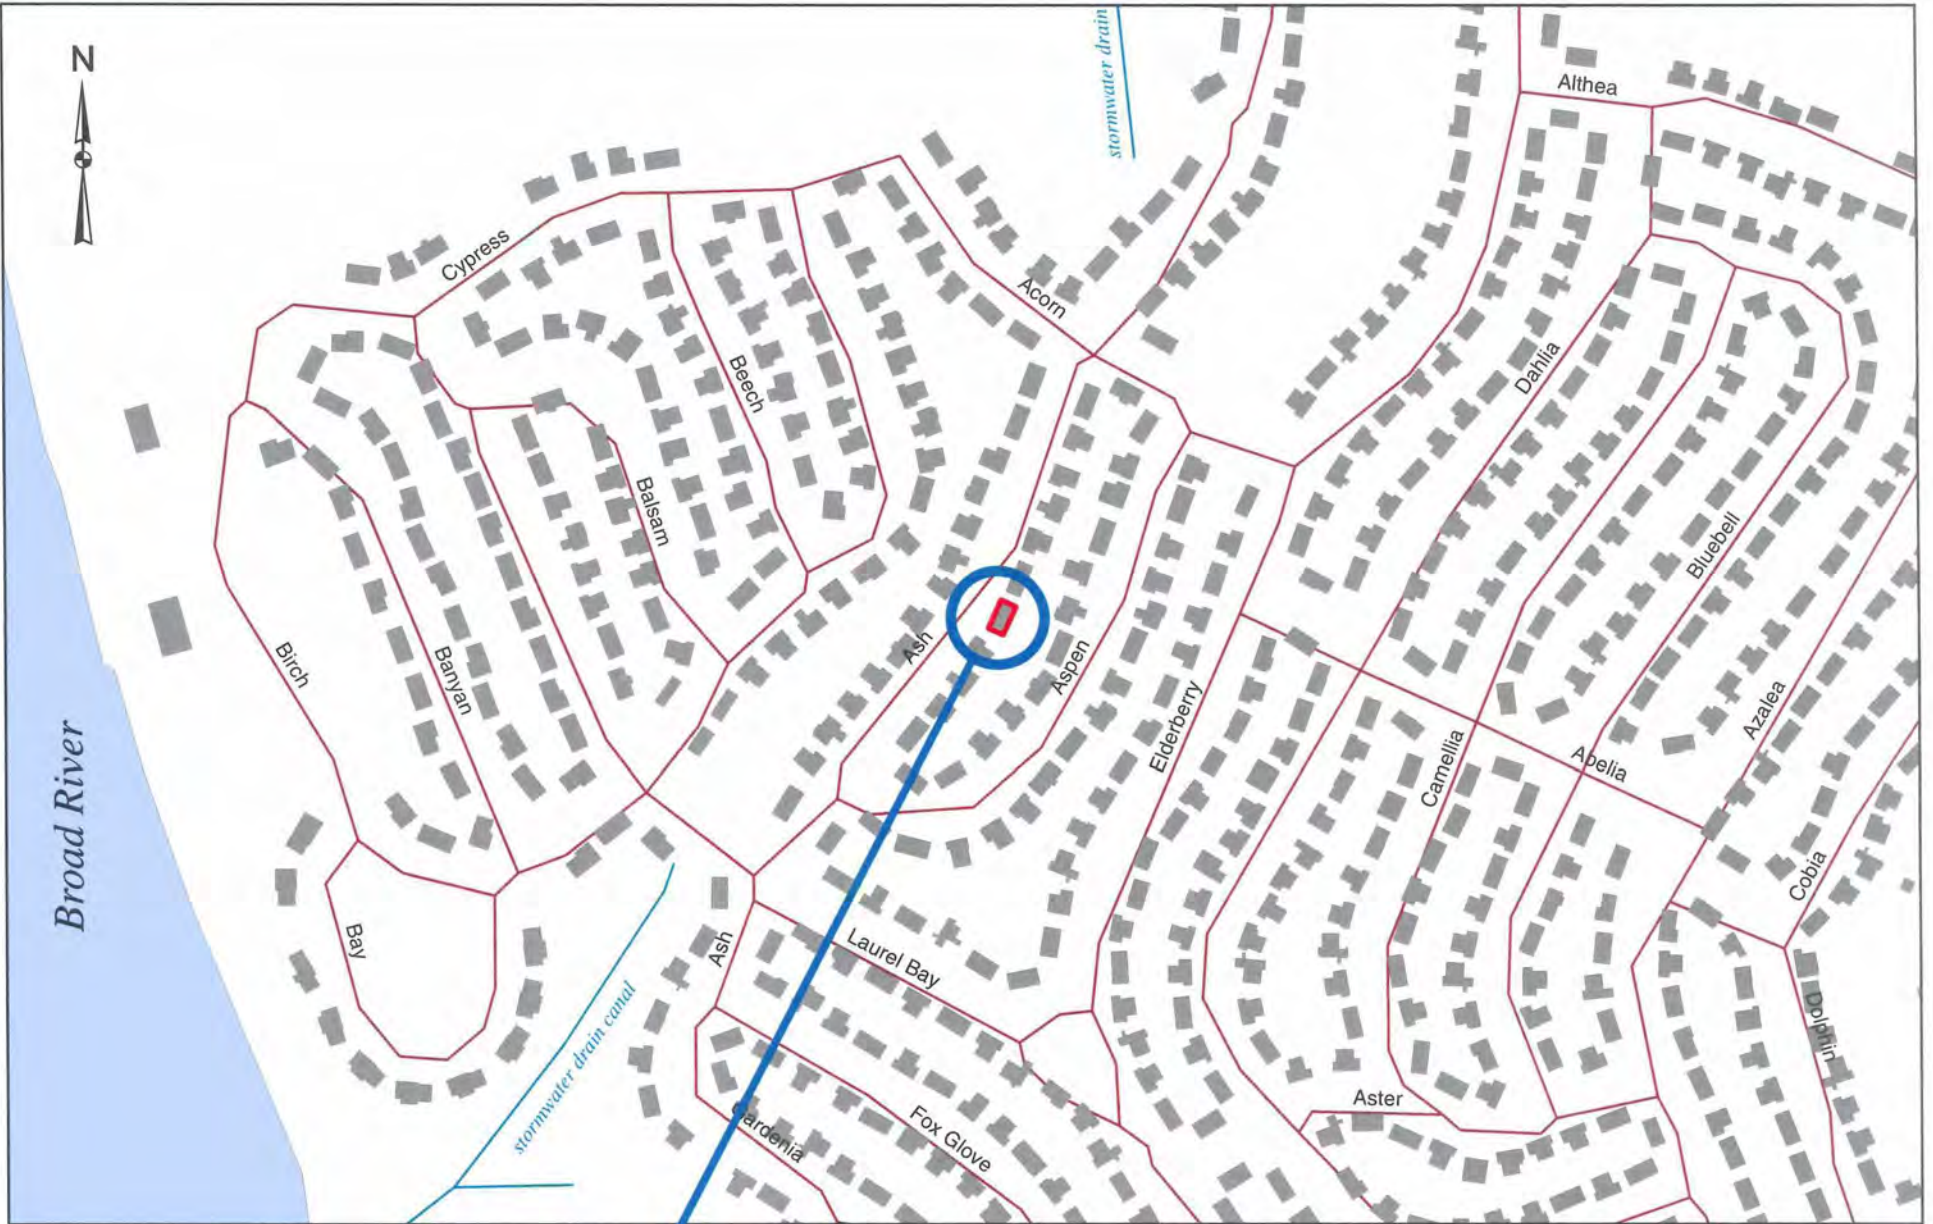 N
stormwater drain
Althea
Cypress
Acorn
Beech
Dahlia
Balsam
Bluebell
Ash
Birch
Banyan
Aspen
Elderberry
Azalea
Camellia
Abelia
Broad River
Cobia
Bay
Ash
Laurel Bay
stormwater drain canal
Dolphin
Aster
Gardenia
Fox Glove